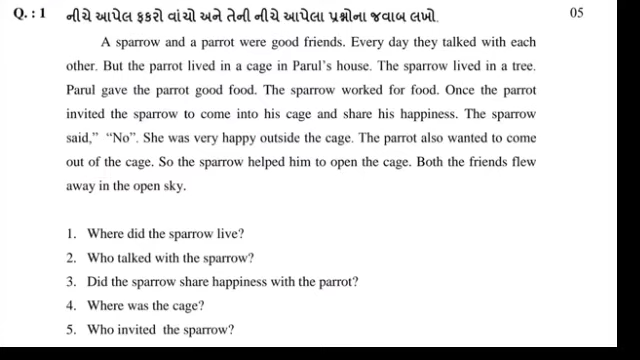 Q. : 1 નીચે આપેલ ફકરો વાંચો અને તેની નીચે આપેલા પ્રશ્નોના જવાબ લખો. 05
A sparrow and a parrot were good friends. Every day they talked with each
other. But the parrot lived in a cage in Parul's house. The sparrow lived in a tree.
Parul gave the parrot good food. The sparrow worked for food. Once the parrot
invited the sparrow to come into his cage and share his happiness. The sparrow
said,” “No”. She was very happy outside the cage. The parrot also wanted to come
out of the cage. So the sparrow helped him to open the cage. Both the friends flew
away in the open sky.
1. Where did the sparrow live?
2. Who talked with the sparrow?
3. Did the sparrow share happiness with the parrot?
4. Where was the cage?
5. Who invited the sparrow?